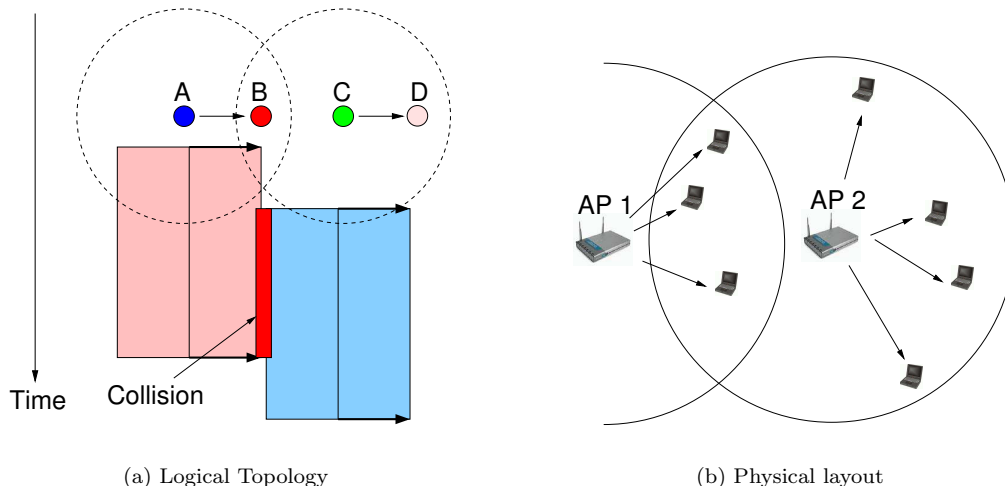 A
B
C
D
Time
Collision
(a) Logical Topology
AP 1
AP 2
(b) Physical layout